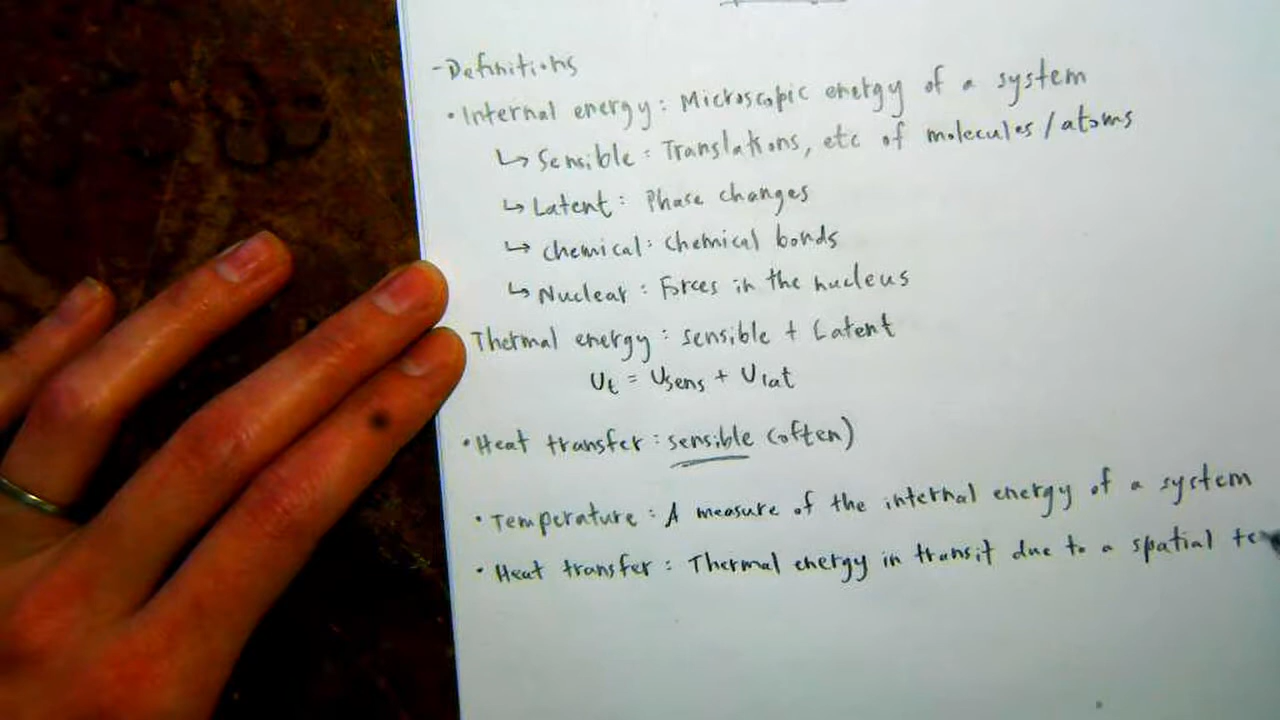 -Definitions
•Internal energy: Microscopic energy of a system
↳ Sensible: Translations, etc of molecules/atoms
↳ Latent: Phase changes
↳ chemical: chemical bonds
↳ Nuclear: Forces in the nucleus
Thermal energy: sensible + Latent
Ut = Usens + Ulat
•Heat transfer: sensible (often)
•Temperature: A measure of the internal energy of a system
•Heat transfer: Thermal energy in transit due to a spatial